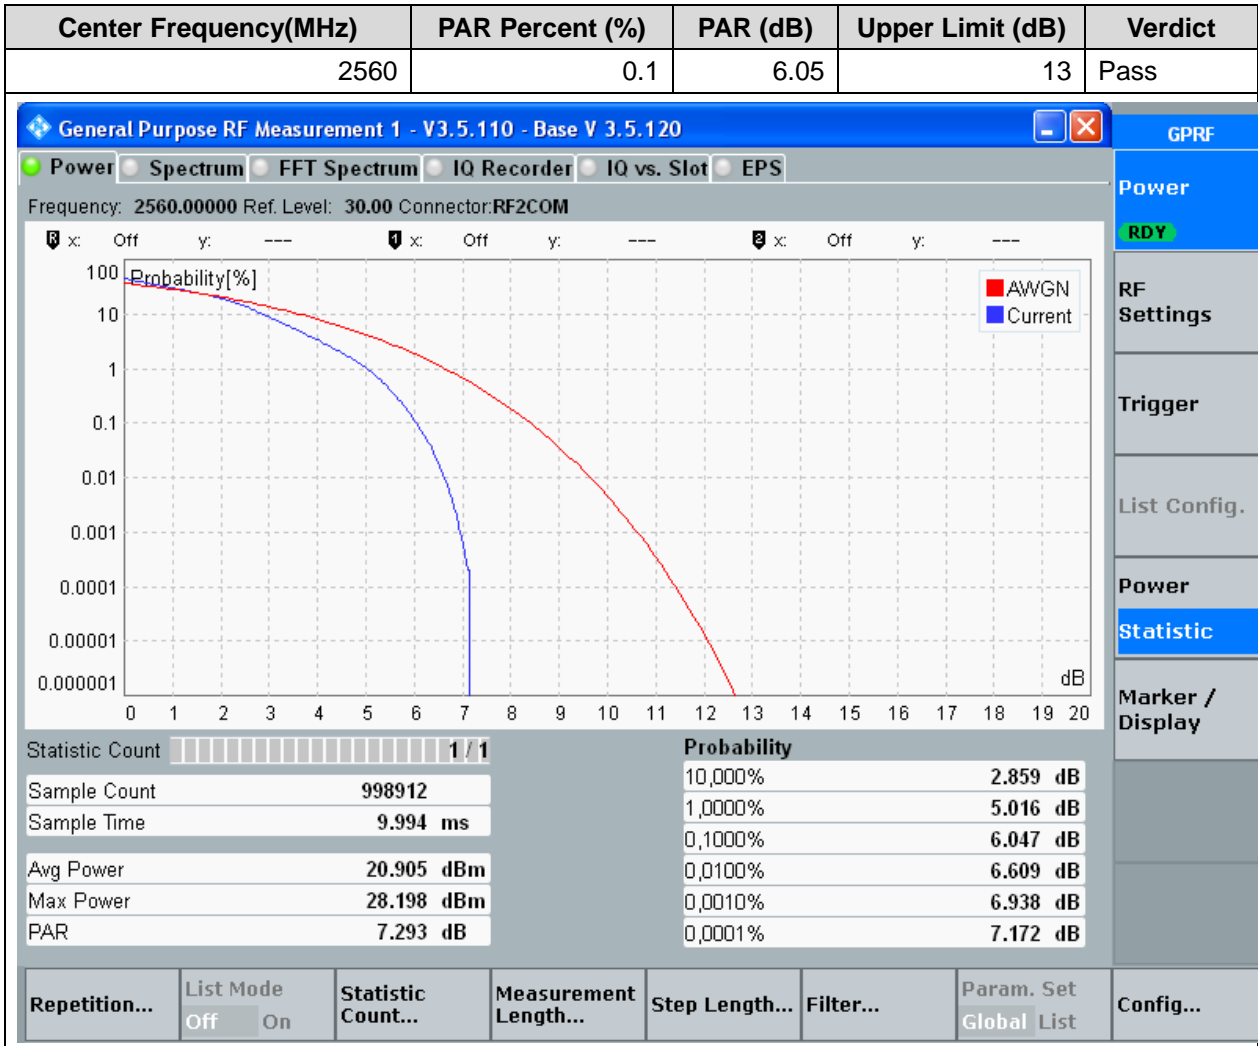 Center Frequency(MHz) PAR Percent (%) PAR (dB) Upper Limit (dB) Verdict
2560 0.1 6.05 13 Pass
General Purpose RF Measurement 1 - V3.5.110 - Base V 3.5.120
GPRF
Power Spectrum FFT Spectrum IQ Recorder IQ vs. Slot EPS
Frequency: 2560.00000 Ref. Level: 30.00 Connector:RF2COM
R x: Off y: --- 1 x: Off y: --- 2 x: Off y: ---
Probability[%]
100
10
1
0.1
0.01
0.001
0.0001
0.00001
0.000001
AWGN
Current
dB
0 1 2 3 4 5 6 7 8 9 10 11 12 13 14 15 16 17 18 19 20
Statistic Count 1 / 1
Sample Count 998912
Sample Time 9.994 ms
Avg Power 20.905 dBm
Max Power 28.198 dBm
PAR 7.293 dB
Probability
10,000% 2.859 dB
1,0000% 5.016 dB
0,1000% 6.047 dB
0,0100% 6.609 dB
0,0010% 6.938 dB
0,0001% 7.172 dB
Power
RDY
RF
Settings
Trigger
List Config.
Power
Statistic
Marker /
Display
Repetition...
List Mode
Off On
Statistic
Count...
Measurement
Length...
Step Length...
Filter...
Param. Set
Global List
Config...